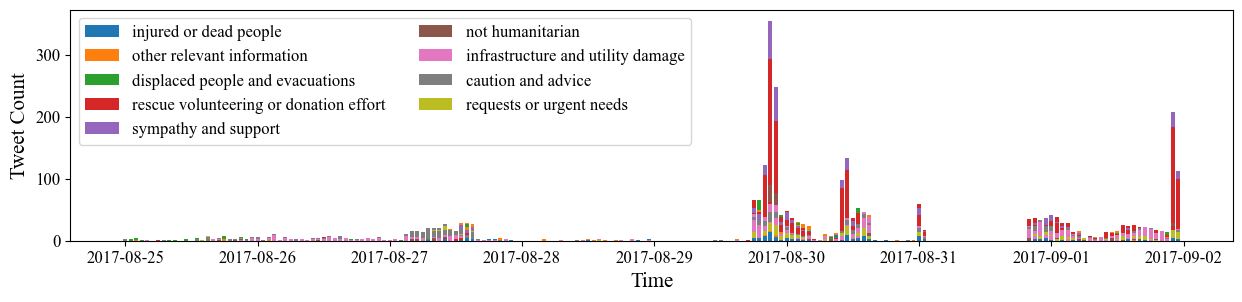 Tweet Count
300
200
100
0
injured or dead people
other relevant information
displaced people and evacuations
rescue volunteering or donation effort
sympathy and support
not humanitarian
infrastructure and utility damage
caution and advice
requests or urgent needs
2017-08-25 2017-08-26 2017-08-27 2017-08-28 2017-08-29 2017-08-30 2017-08-31 2017-09-01 2017-09-02
Time